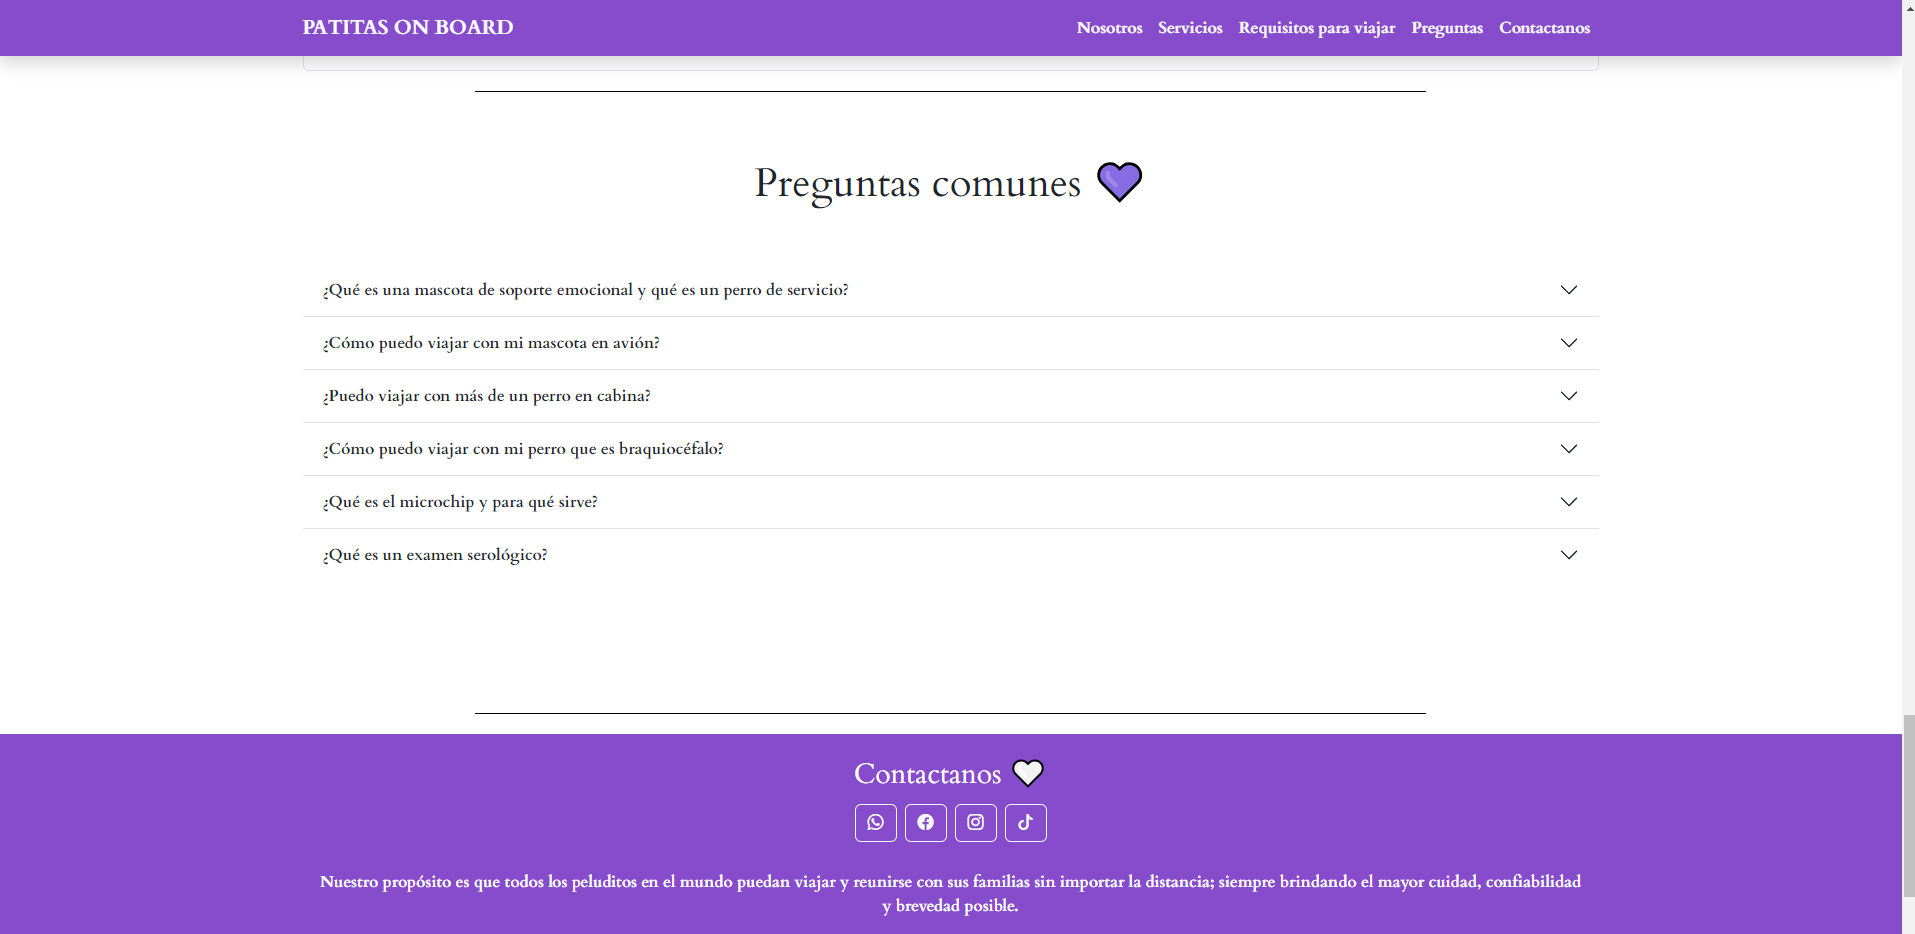 PATITAS ON BOARD
Nosotros Servicios Requisitos para viajar Preguntas Contactanos
Preguntas comunes
¿Qué es una mascota de soporte emocional y qué es un perro de servicio?
¿Cómo puedo viajar con mi mascota en avión?
¿Puedo viajar con más de un perro en cabina?
¿Cómo puedo viajar con mi perro que es braquiocéfalo?
¿Qué es el microchip y para qué sirve?
¿Qué es un examen serológico?
Contactanos
Nuestro propósito es que todos los peluditos en el mundo puedan viajar y reunirse con sus familias sin importar la distancia; siempre brindando el mayor cuidad, confiabilidad
y brevedad posible.